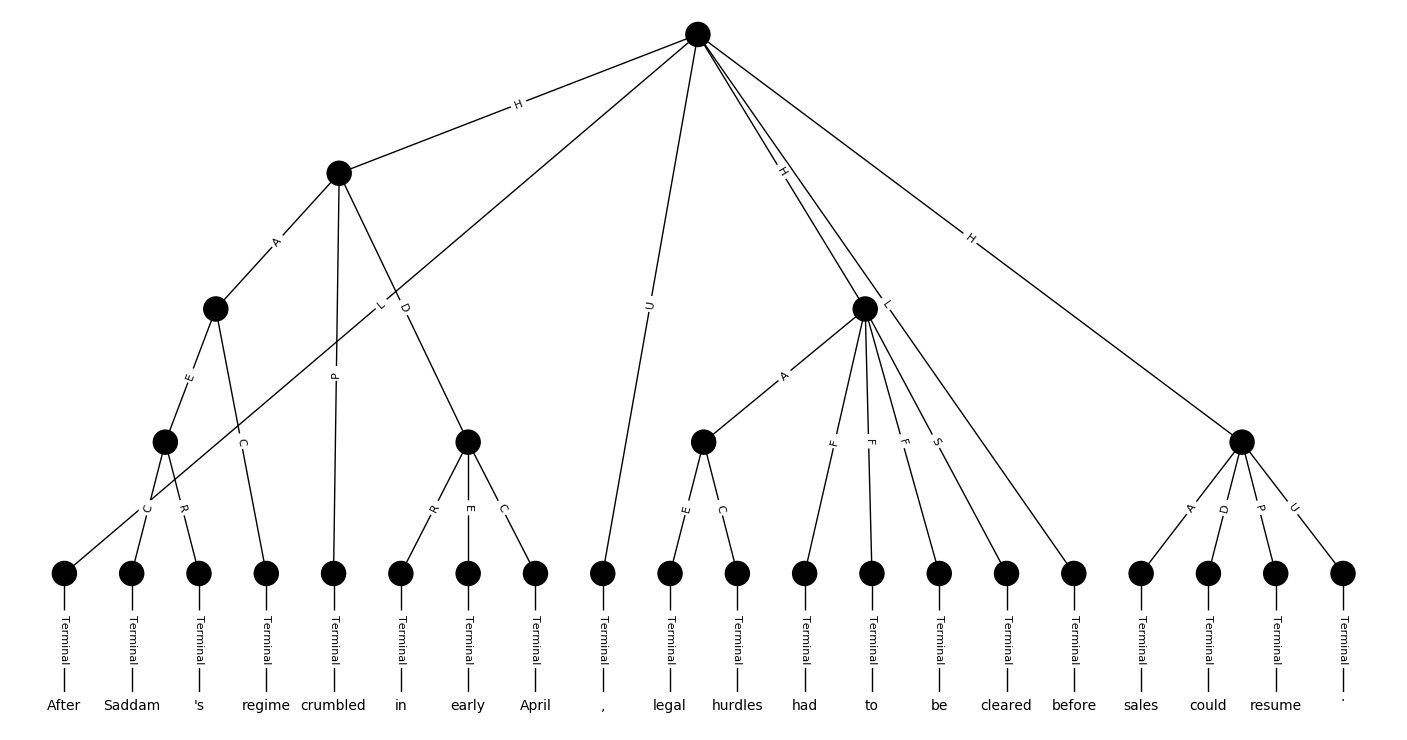 H
H
A
H
L
D
L
U
P
A
E
C
F
F
F
S
C
R
R
E
C
E
C
A
D
P
U
Terminal Terminal Terminal Terminal Terminal Terminal Terminal Terminal Terminal Terminal Terminal Terminal Terminal Terminal Terminal Terminal Terminal Terminal Terminal Terminal
After Saddam 's regime crumbled in early April , legal hurdles had to be cleared before sales could resume .